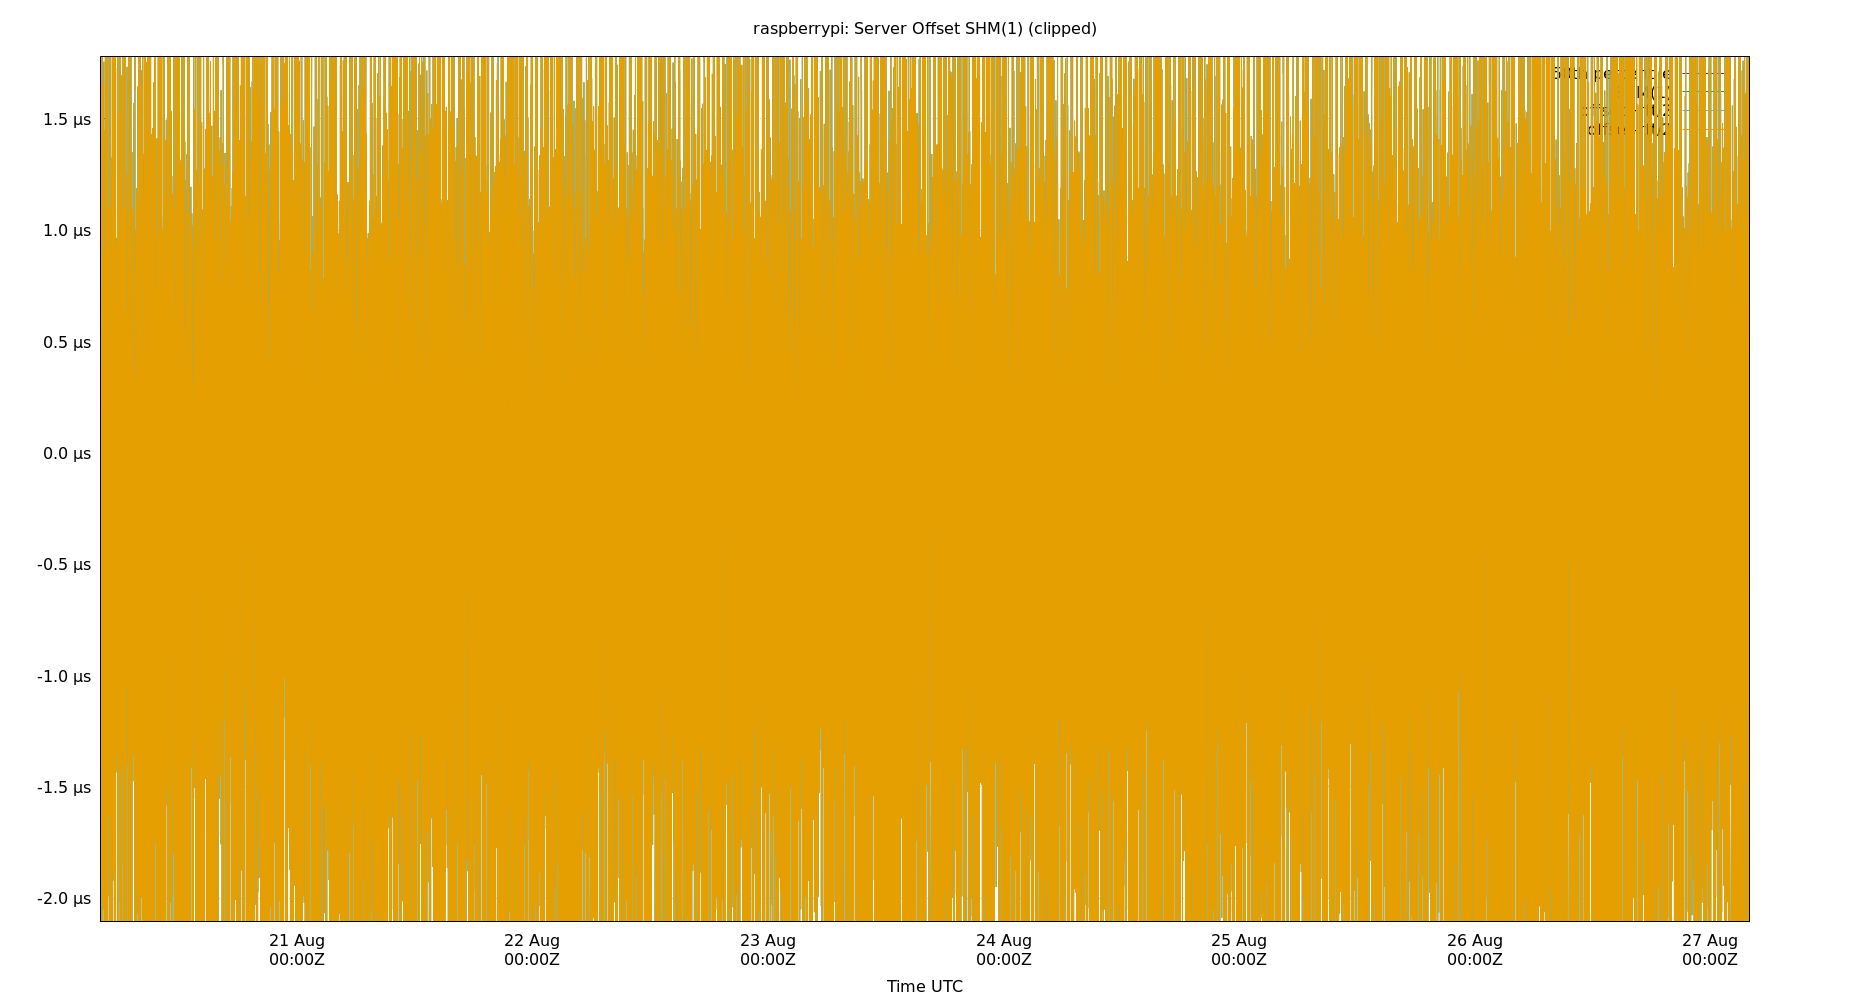 raspberrypi: Server Offset SHM(1) (clipped)
1.5 µs
1.0 µs
0.5 µs
0.0 µs
-0.5 µs
-1.0 µs
-1.5 µs
-2.0 µs
21 Aug 22 Aug 23 Aug 24 Aug 25 Aug 26 Aug 27 Aug
00:00Z 00:00Z 00:00Z 00:00Z 00:00Z 00:00Z 00:00Z
Time UTC